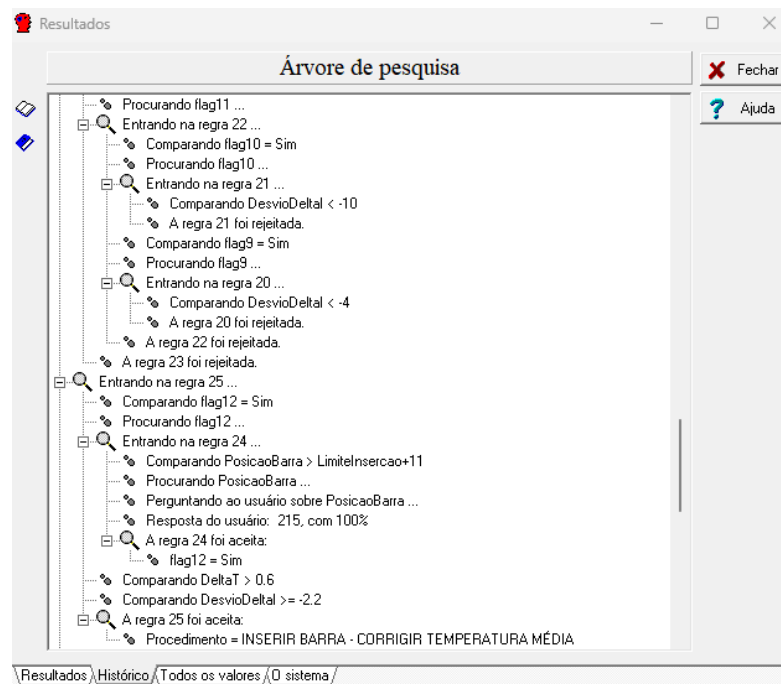 Resultados
Árvore de pesquisa
Fechar
Ajuda
Procurando flag11 ...
Entrando na regra 22 ...
Comparando flag10 = Sim
Procurando flag10 ...
Entrando na regra 21 ...
Comparando DesvioDeltaI < -10
A regra 21 foi rejeitada.
Comparando flag9 = Sim
Procurando flag9 ...
Entrando na regra 20 ...
Comparando DesvioDeltaI < -4
A regra 20 foi rejeitada.
A regra 22 foi rejeitada.
A regra 23 foi rejeitada.
Entrando na regra 25 ...
Comparando flag12 = Sim
Procurando flag12 ...
Entrando na regra 24 ...
Comparando PosicaoBarra > LimiteInsercao+11
Procurando PosicaoBarra ...
Perguntando ao usuário sobre PosicaoBarra ...
Resposta do usuário:  215, com 100%
A regra 24 foi aceita:
flag12 = Sim
Comparando DeltaT > 0.6
Comparando DesvioDeltaI >= -2.2
A regra 25 foi aceita:
Procedimento = INSERIR BARRA - CORRIGIR TEMPERATURA MÉDIA
Resultados Histórico Todos os valores O sistema